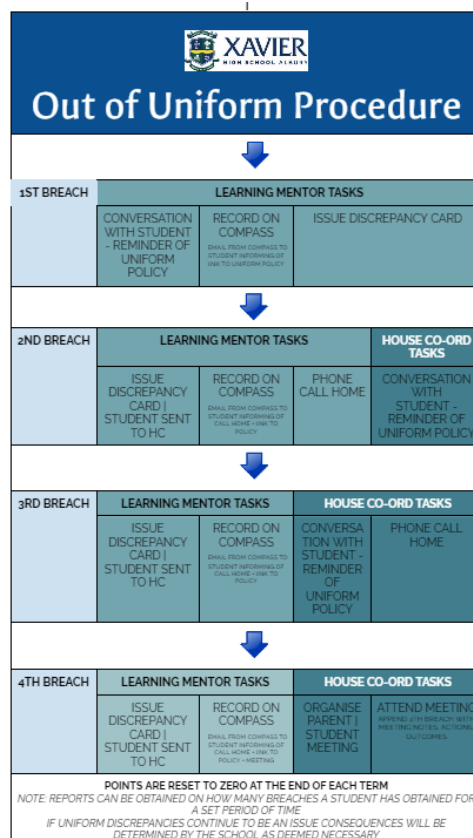 XAVIER
HIGH SCHOOL ALBURY
Out of Uniform Procedure
1ST BREACH
LEARNING MENTOR TASKS
CONVERSATION
WITH STUDENT
- REMINDER OF
UNIFORM
POLICY
RECORD ON
COMPASS
EMAIL FROM COMPASS TO
STUDENT INFORMING OF
LINK TO UNIFORM POLICY
ISSUE DISCREPANCY CARD
2ND BREACH
LEARNING MENTOR TASKS
HOUSE CO-ORD
TASKS
ISSUE
DISCREPANCY
CARD |
STUDENT SENT
TO HC
RECORD ON
COMPASS
EMAIL FROM COMPASS TO
STUDENT INFORMING OF
CALL HOME + LINK TO
POLICY
PHONE
CALL HOME
CONVERSATION
WITH
STUDENT -
REMINDER OF
UNIFORM POLICY
3RD BREACH
LEARNING MENTOR TASKS
HOUSE CO-ORD TASKS
ISSUE
DISCREPANCY
CARD |
STUDENT SENT
TO HC
RECORD ON
COMPASS
EMAIL FROM COMPASS TO
STUDENT INFORMING OF
CALL HOME + LINK TO
POLICY
CONVERSA
TION WITH
STUDENT -
REMINDER
OF
UNIFORM
POLICY
PHONE CALL
HOME
4TH BREACH
LEARNING MENTOR TASKS
HOUSE CO-ORD TASKS
ISSUE
DISCREPANCY
CARD |
STUDENT SENT
TO HC
RECORD ON
COMPASS
EMAIL FROM COMPASS TO
STUDENT INFORMING OF
CALL HOME + LINK TO
POLICY + MEETING
ORGANISE
PARENT |
STUDENT
MEETING
ATTEND MEETING
APPEND 4TH BREACH WITH
MEETING NOTES, ACTIONS,
OUTCOMES.
POINTS ARE RESET TO ZERO AT THE END OF EACH TERM
NOTE: REPORTS CAN BE OBTAINED ON HOW MANY BREACHES A STUDENT HAS OBTAINED FOR
A SET PERIOD OF TIME
IF UNIFORM DISCREPANCIES CONTINUE TO BE AN ISSUE CONSEQUENCES WILL BE
DETERMINED BY THE SCHOOL AS DEEMED NECESSARY